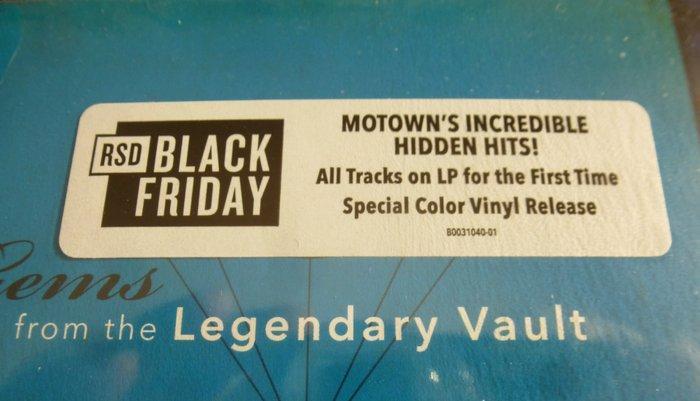 RSD BLACK
FRIDAY
MOTOWN'S INCREDIBLE
HIDDEN HITS!
All Tracks on LP for the First Time
Special Color Vinyl Release
B0031040-01
from the Legendary Vault